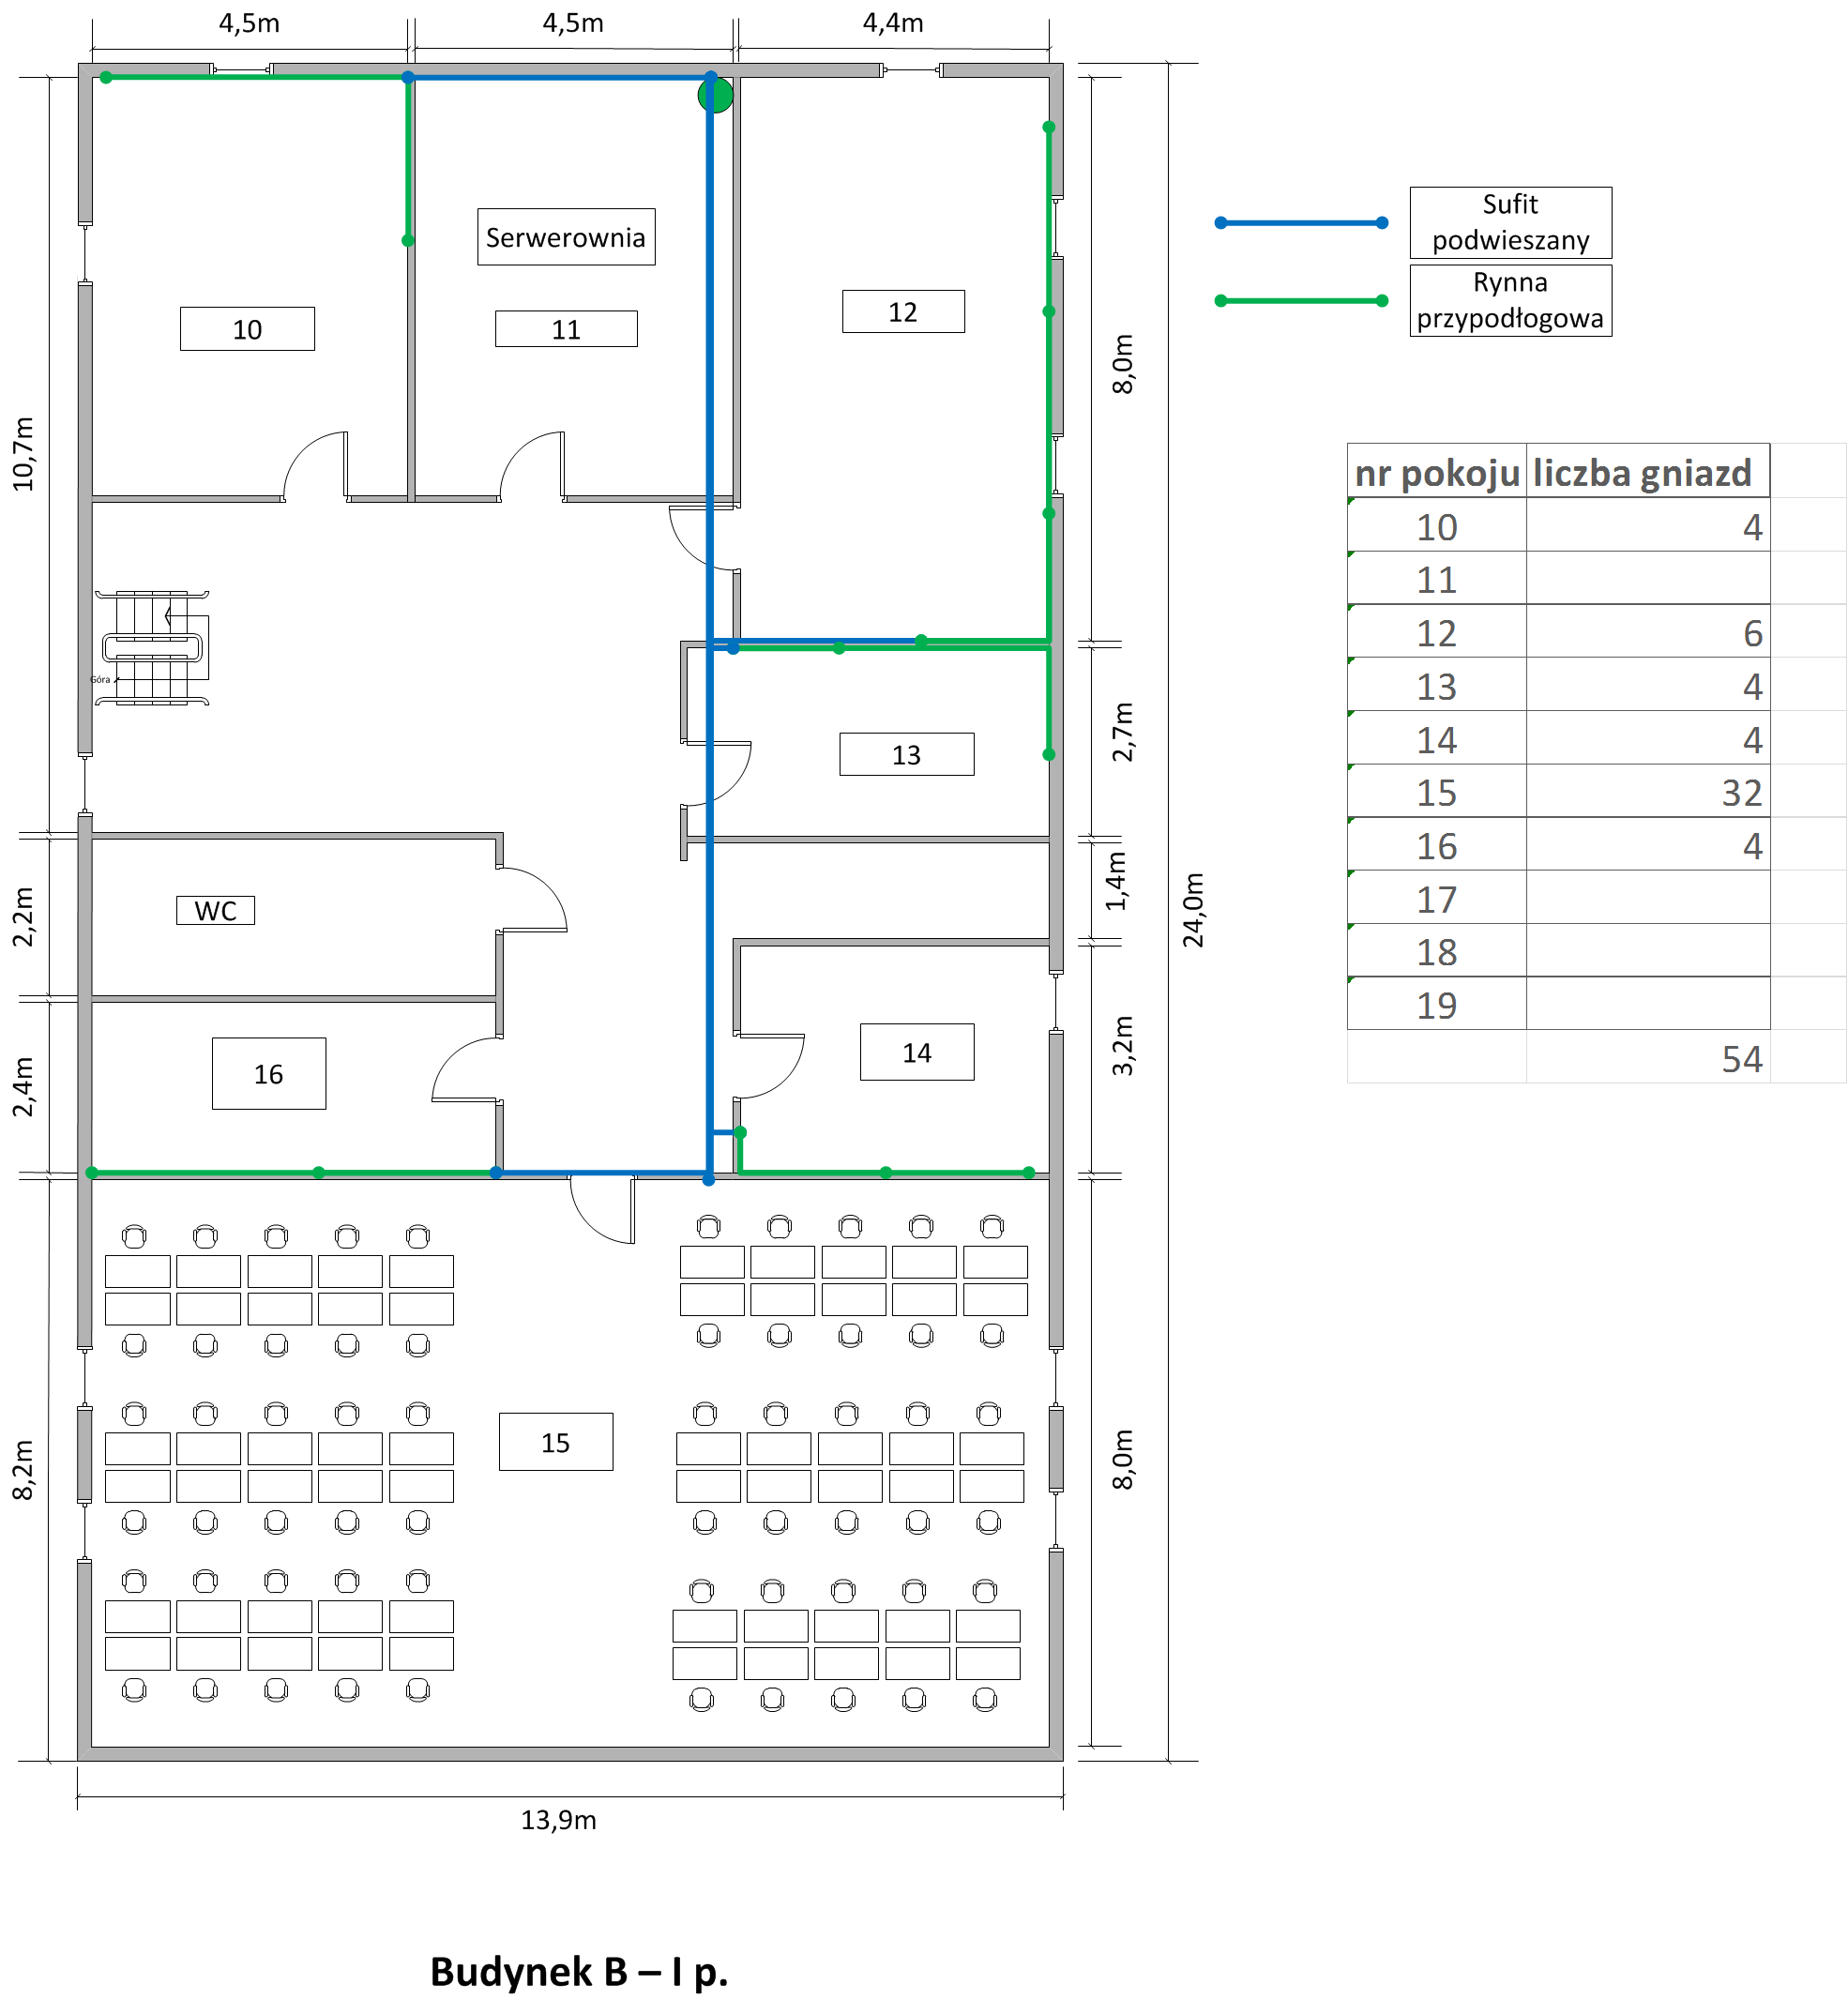 4,5m
4,5m
4,4m
Serwerownia
10
11
12
10,7m
8,0m
Sufit
podwieszany
Rynna
przypodłogowa
nr pokoju liczba gniazd
10 4
11
12 6
13 4
14 4
15 32
16 4
17
18
19
54
Góra
13
2,7m
WC
2,2m
1,4m
24,0m
16
14
2,4m
3,2m
15
8,2m
8,0m
13,9m
Budynek B – I p.